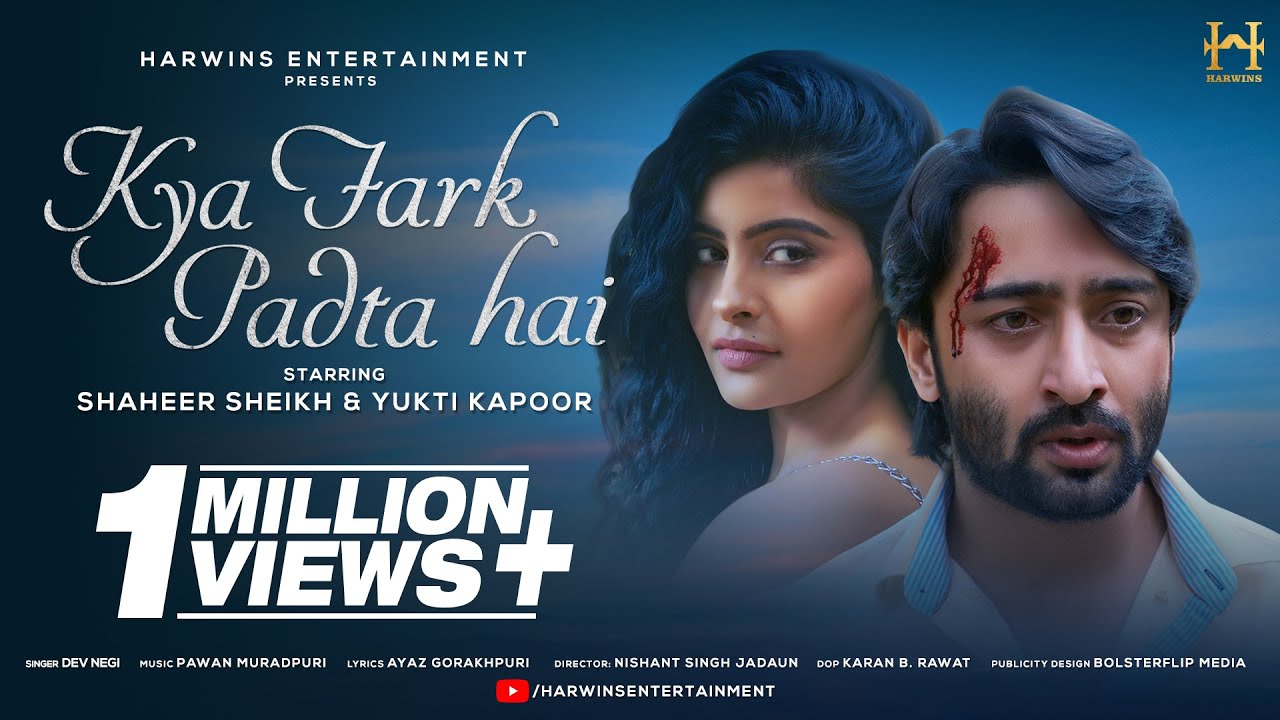 HARWINS ENTERTAINMENT
PRESENTS
HARWINS
Kya Fark
Padta hai
STARRING
SHAHEER SHEIKH & YUKTI KAPOOR
1 MILLION
VIEWS +
SINGER DEV NEGI MUSIC PAWAN MURADPURI LYRICS AYAZ GORAKHPURI DIRECTOR: NISHANT SINGH JADAUN DOP KARAN B. RAWAT PUBLICITY DESIGN BOLSTERFLIP MEDIA
/HARWINSENTERTAINMENT